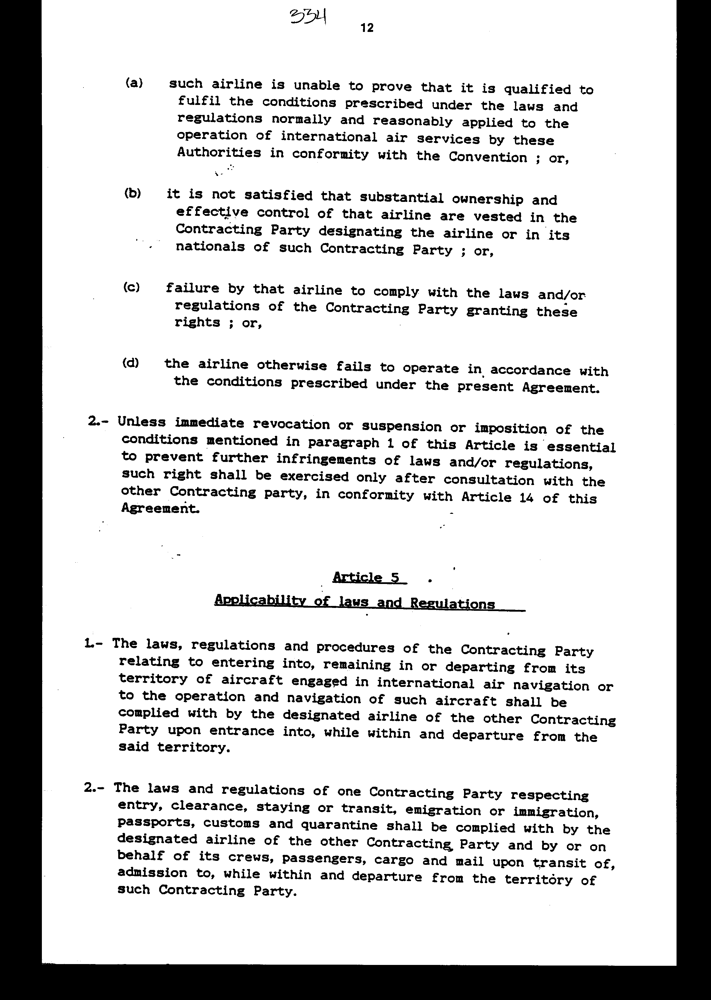 334
12
(a) such airline is unable to prove that it is qualified to
fulfil the conditions prescribed under the laws and
regulations normally and reasonably applied to the
operation of international air services by these
Authorities in conformity with the Convention ; or,
(b) it is not satisfied that substantial ownership and
effective control of that airline are vested in the
Contracting Party designating the airline or in its
nationals of such Contracting Party ; or,
(c) failure by that airline to comply with the laws and/or
regulations of the Contracting Party granting these
rights ; or,
(d) the airline otherwise fails to operate in accordance with
the conditions prescribed under the present Agreement.
2.- Unless immediate revocation or suspension or imposition of the
conditions mentioned in paragraph 1 of this Article is essential
to prevent further infringements of laws and/or regulations,
such right shall be exercised only after consultation with the
other Contracting party, in conformity with Article 14 of this
Agreement.
Article 5
Applicability of laws and Regulations
1.- The laws, regulations and procedures of the Contracting Party
relating to entering into, remaining in or departing from its
territory of aircraft engaged in international air navigation or
to the operation and navigation of such aircraft shall be
complied with by the designated airline of the other Contracting
Party upon entrance into, while within and departure from the
said territory.
2.- The laws and regulations of one Contracting Party respecting
entry, clearance, staying or transit, emigration or immigration,
passports, customs and quarantine shall be complied with by the
designated airline of the other Contracting Party and by or on
behalf of its crews, passengers, cargo and mail upon transit of,
admission to, while within and departure from the territory of
such Contracting Party.